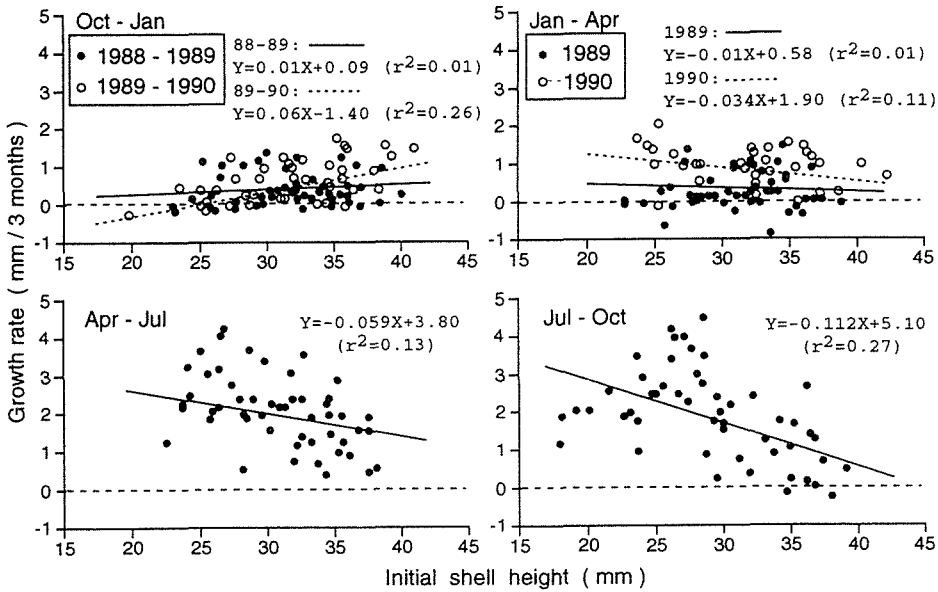 Oct - Jan
1988 - 1989
1989 - 1990
88-89:
Y=0.01X+0.09 (r2=0.01)
89-90:
Y=0.06X-1.40 (r2=0.26)
5
4
3
2
1
0
-1
15 20 25 30 35 40 45
Jan - Apr
1989
1990
1989:
Y=-0.01X+0.58 (r2=0.01)
1990:
Y=-0.034X+1.90 (r2=0.11)
5
4
3
2
1
0
-1
15 20 25 30 35 40 45
Growth rate ( mm / 3 months )
Apr - Jul
Y=-0.059X+3.80
(r2=0.13)
5
4
3
2
1
0
-1
15 20 25 30 35 40 45
Jul - Oct
Y=-0.112X+5.10
(r2=0.27)
5
4
3
2
1
0
-1
15 20 25 30 35 40 45
Initial shell height ( mm )